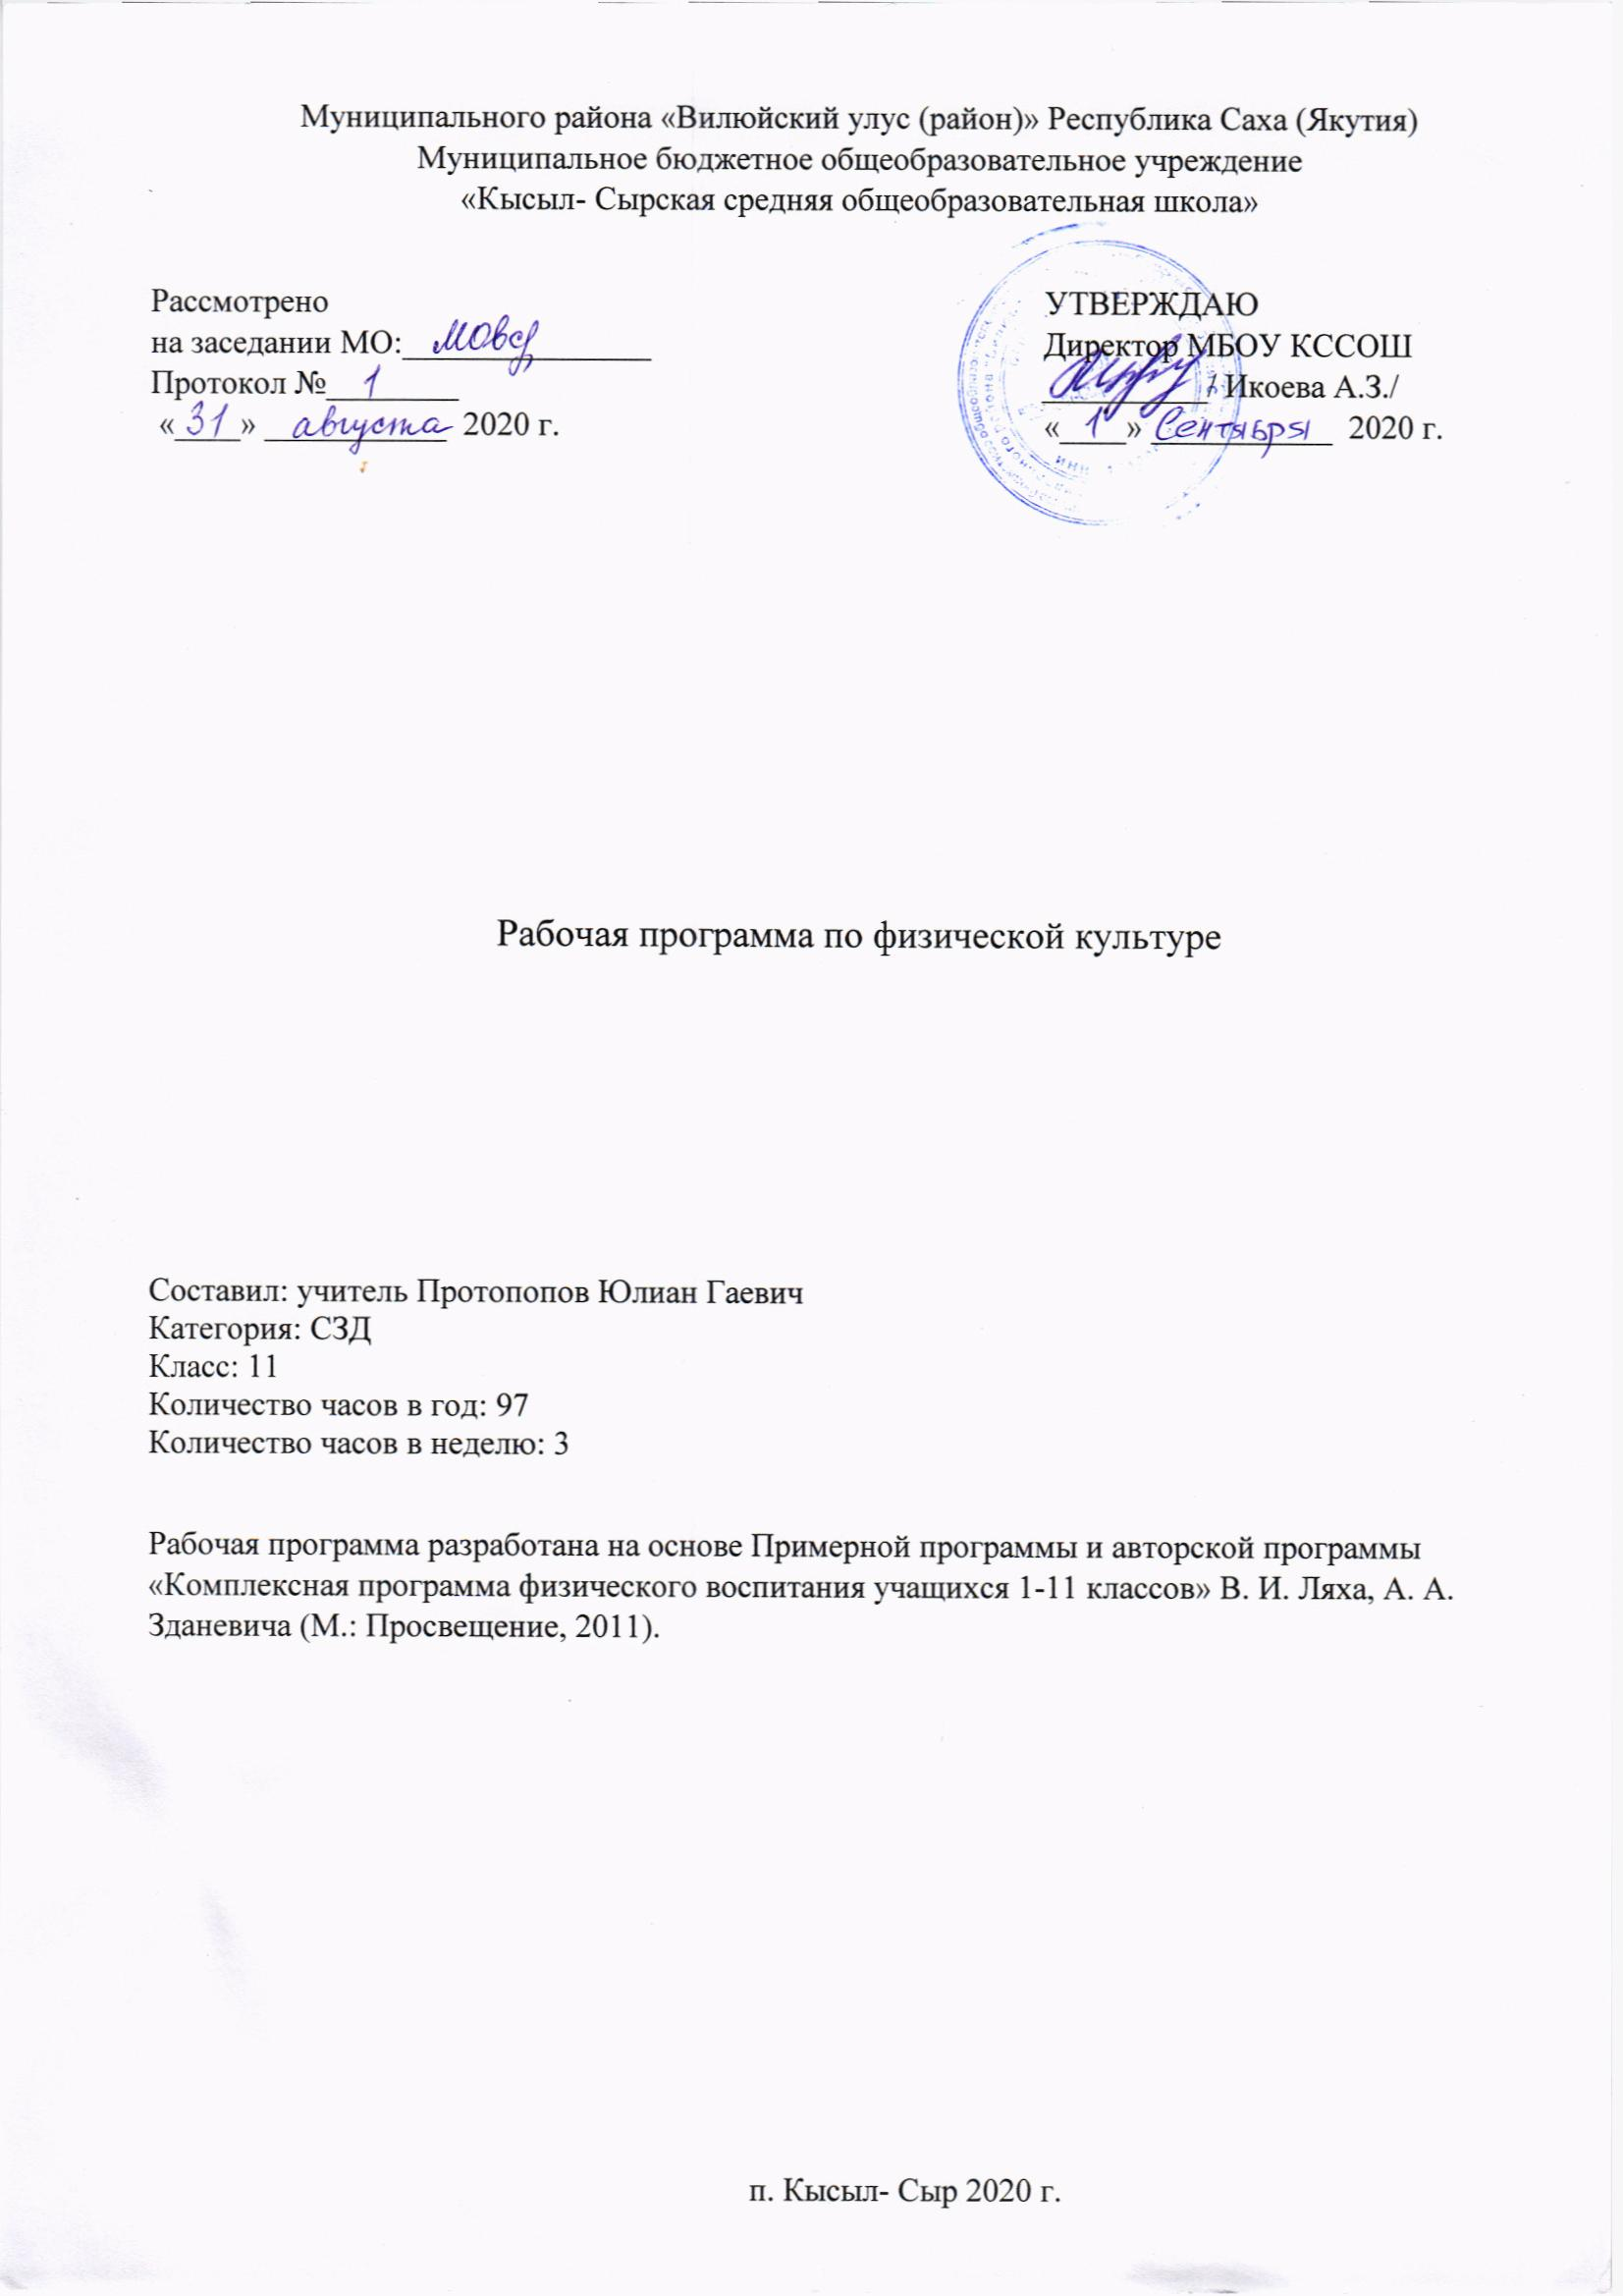 Муниципального района «Вилюйский улус (район)» Республика Саха (Якутия)
Муниципальное бюджетное общеобразовательное учреждение
«Кысыл- Сырская средняя общеобразовательная школа»
Рассмотрено
на заседании МО:
Протокол № 1
«31» августа 2020 г.
УТВЕРЖДАЮ
Директор МБОУ КССОШ
/ Икоева А.З./
«1» Сентября 2020 г.
Рабочая программа по физической культуре
Составил: учитель Протопопов Юлиан Гаевич
Категория: СЗД
Класс: 11
Количество часов в год: 97
Количество часов в неделю: 3
Рабочая программа разработана на основе Примерной программы и авторской программы
«Комплексная программа физического воспитания учащихся 1-11 классов» В. И. Ляха, А. А.
Зданевича (М.: Просвещение, 2011).
п. Кысыл- Сыр 2020 г.